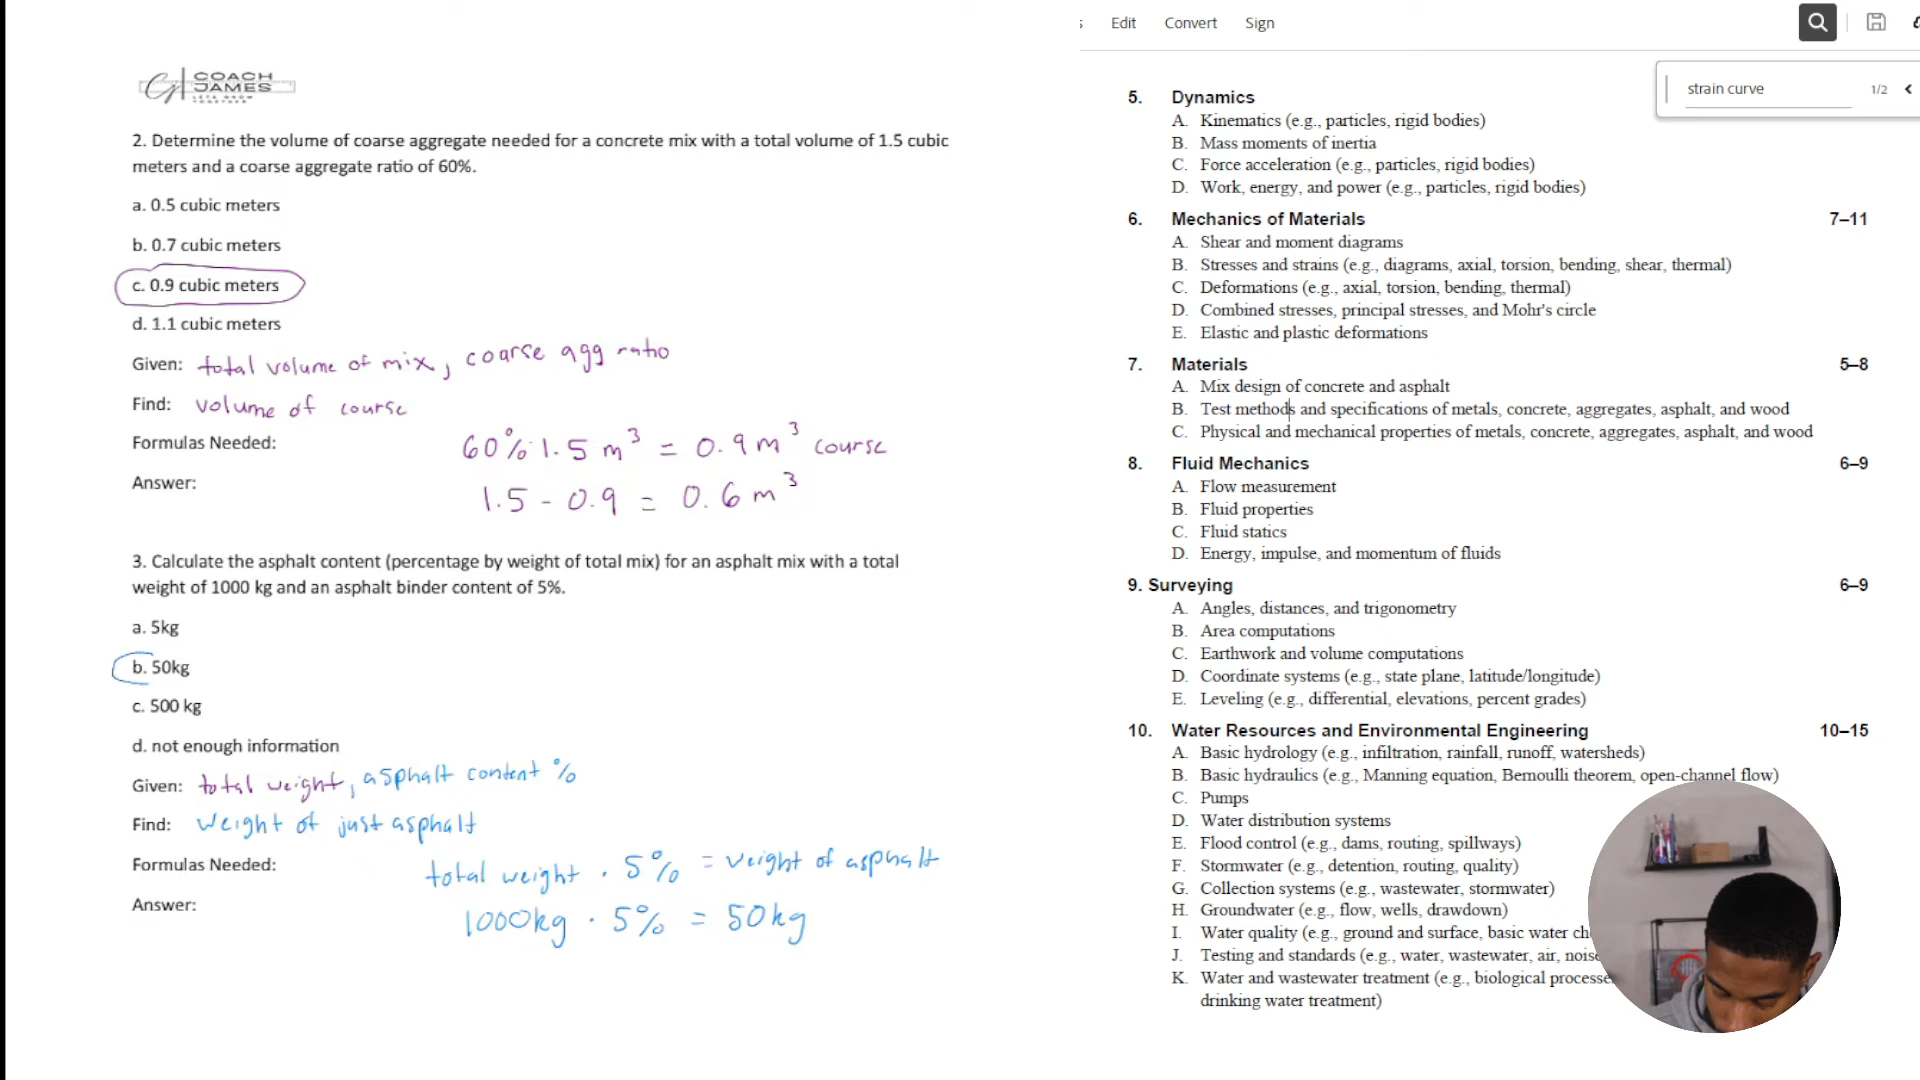 COACH
JAMES
LETS GROW
TOGETHER
2. Determine the volume of coarse aggregate needed for a concrete mix with a total volume of 1.5 cubic
meters and a coarse aggregate ratio of 60%.
a. 0.5 cubic meters
b. 0.7 cubic meters
c. 0.9 cubic meters
d. 1.1 cubic meters
Given: total volume of mix, coarse agg ratio
Find: volume of course
Formulas Needed:
60% · 1.5 m³ = 0.9 m³ course
Answer:
1.5 - 0.9 = 0.6 m³
3. Calculate the asphalt content (percentage by weight of total mix) for an asphalt mix with a total
weight of 1000 kg and an asphalt binder content of 5%.
a. 5kg
b. 50kg
c. 500 kg
d. not enough information
Given: total weight, asphalt content %
Find: weight of just asphalt
Formulas Needed:
total weight · 5% = weight of asphalt
Answer:
1000kg · 5% = 50kg
Edit Convert Sign
strain curve 1/2
5. Dynamics
A. Kinematics (e.g., particles, rigid bodies)
B. Mass moments of inertia
C. Force acceleration (e.g., particles, rigid bodies)
D. Work, energy, and power (e.g., particles, rigid bodies)
6. Mechanics of Materials 7–11
A. Shear and moment diagrams
B. Stresses and strains (e.g., diagrams, axial, torsion, bending, shear, thermal)
C. Deformations (e.g., axial, torsion, bending, thermal)
D. Combined stresses, principal stresses, and Mohr's circle
E. Elastic and plastic deformations
7. Materials 5–8
A. Mix design of concrete and asphalt
B. Test methods and specifications of metals, concrete, aggregates, asphalt, and wood
C. Physical and mechanical properties of metals, concrete, aggregates, asphalt, and wood
8. Fluid Mechanics 6–9
A. Flow measurement
B. Fluid properties
C. Fluid statics
D. Energy, impulse, and momentum of fluids
9. Surveying 6–9
A. Angles, distances, and trigonometry
B. Area computations
C. Earthwork and volume computations
D. Coordinate systems (e.g., state plane, latitude/longitude)
E. Leveling (e.g., differential, elevations, percent grades)
10. Water Resources and Environmental Engineering 10–15
A. Basic hydrology (e.g., infiltration, rainfall, runoff, watersheds)
B. Basic hydraulics (e.g., Manning equation, Bernoulli theorem, open-channel flow)
C. Pumps
D. Water distribution systems
E. Flood control (e.g., dams, routing, spillways)
F. Stormwater (e.g., detention, routing, quality)
G. Collection systems (e.g., wastewater, stormwater)
H. Groundwater (e.g., flow, wells, drawdown)
I. Water quality (e.g., ground and surface, basic water
J. Testing and standards (e.g., water, wastewater, air,
K. Water and wastewater treatment (e.g., biological
drinking water treatment)